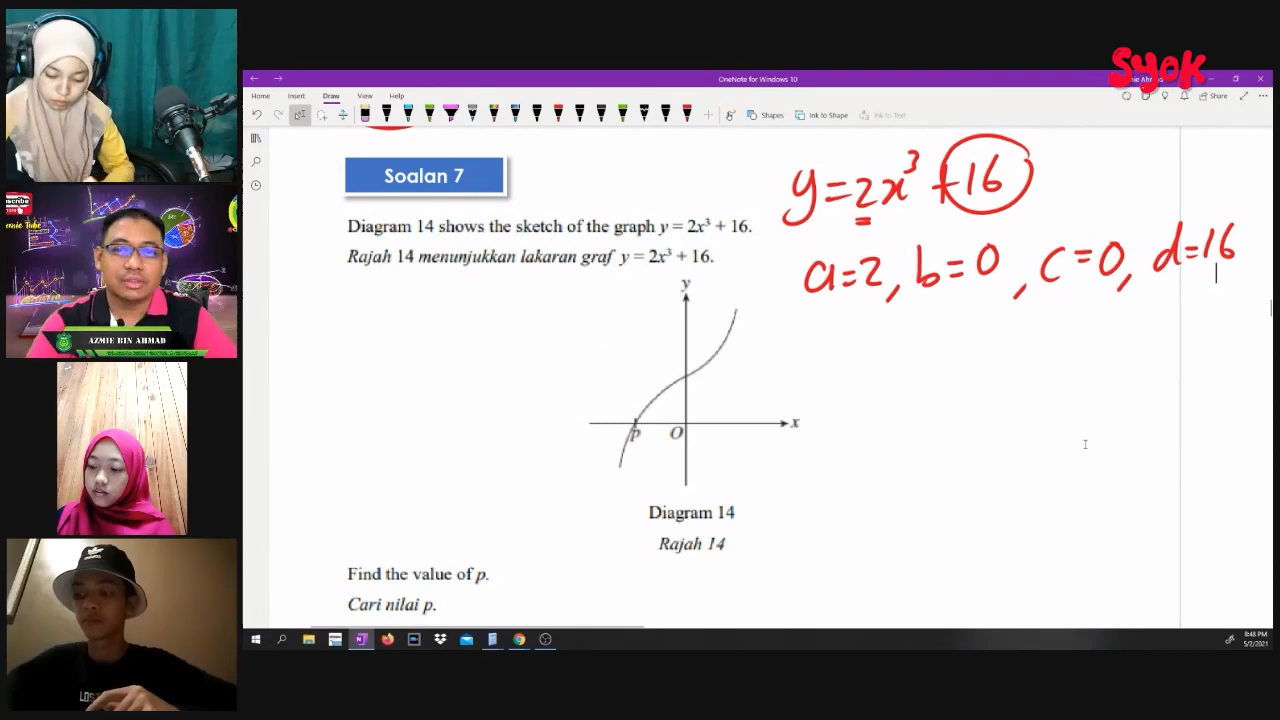 SYOK
OneNote for Windows 10
Home Insert Draw View Help
Shapes Ink to Shape Ink to Text Share
Soalan 7
Diagram 14 shows the sketch of the graph y = 2x³ + 16.
Rajah 14 menunjukkan lakaran graf y = 2x³ + 16.
y
x
p
O
Diagram 14
Rajah 14
Find the value of p.
Cari nilai p.
y=2x³+16
a=2, b=0, c=0, d=16
AZMIE BIN AHMAD
8:48 PM
5/2/2021